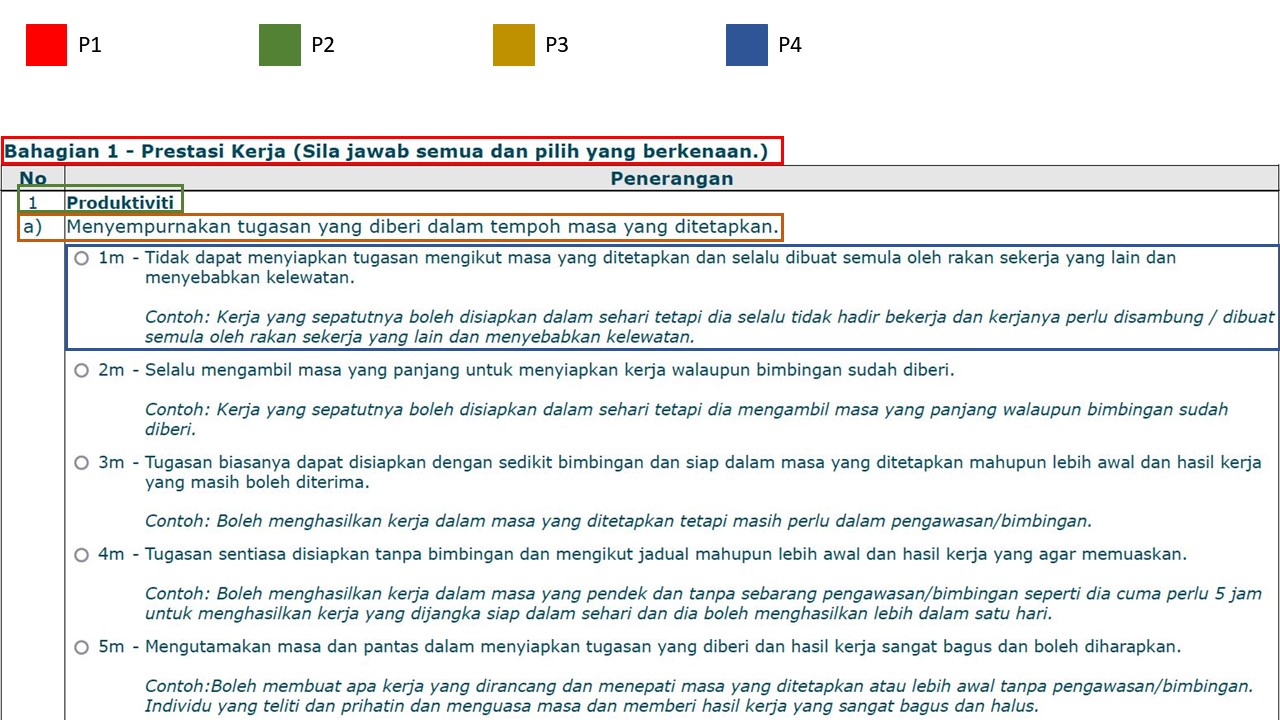 P1 P2 P3 P4
Bahagian 1 - Prestasi Kerja (Sila jawab semua dan pilih yang berkenaan.)
No Penerangan
1 Produktiviti
a) Menyempurnakan tugasan yang diberi dalam tempoh masa yang ditetapkan.
1m - Tidak dapat menyiapkan tugasan mengikut masa yang ditetapkan dan selalu dibuat semula oleh rakan sekerja yang lain dan
menyebabkan kelewatan.
Contoh: Kerja yang sepatutnya boleh disiapkan dalam sehari tetapi dia selalu tidak hadir bekerja dan kerjanya perlu disambung / dibuat
semula oleh rakan sekerja yang lain dan menyebabkan kelewatan.
2m - Selalu mengambil masa yang panjang untuk menyiapkan kerja walaupun bimbingan sudah diberi.
Contoh: Kerja yang sepatutnya boleh disiapkan dalam sehari tetapi dia mengambil masa yang panjang walaupun bimbingan sudah
diberi.
3m - Tugasan biasanya dapat disiapkan dengan sedikit bimbingan dan siap dalam masa yang ditetapkan mahupun lebih awal dan hasil kerja
yang masih boleh diterima.
Contoh: Boleh menghasilkan kerja dalam masa yang ditetapkan tetapi masih perlu dalam pengawasan/bimbingan.
4m - Tugasan sentiasa disiapkan tanpa bimbingan dan mengikut jadual mahupun lebih awal dan hasil kerja yang agar memuaskan.
Contoh: Boleh menghasilkan kerja dalam masa yang pendek dan tanpa sebarang pengawasan/bimbingan seperti dia cuma perlu 5 jam
untuk menghasilkan kerja yang dijangka siap dalam sehari dan dia boleh menghasilkan lebih dalam satu hari.
5m - Mengutamakan masa dan pantas dalam menyiapkan tugasan yang diberi dan hasil kerja sangat bagus dan boleh diharapkan.
Contoh:Boleh membuat apa kerja yang dirancang dan menepati masa yang ditetapkan atau lebih awal tanpa pengawasan/bimbingan.
Individu yang teliti dan prihatin dan menguasa masa dan memberi hasil kerja yang sangat bagus dan halus.